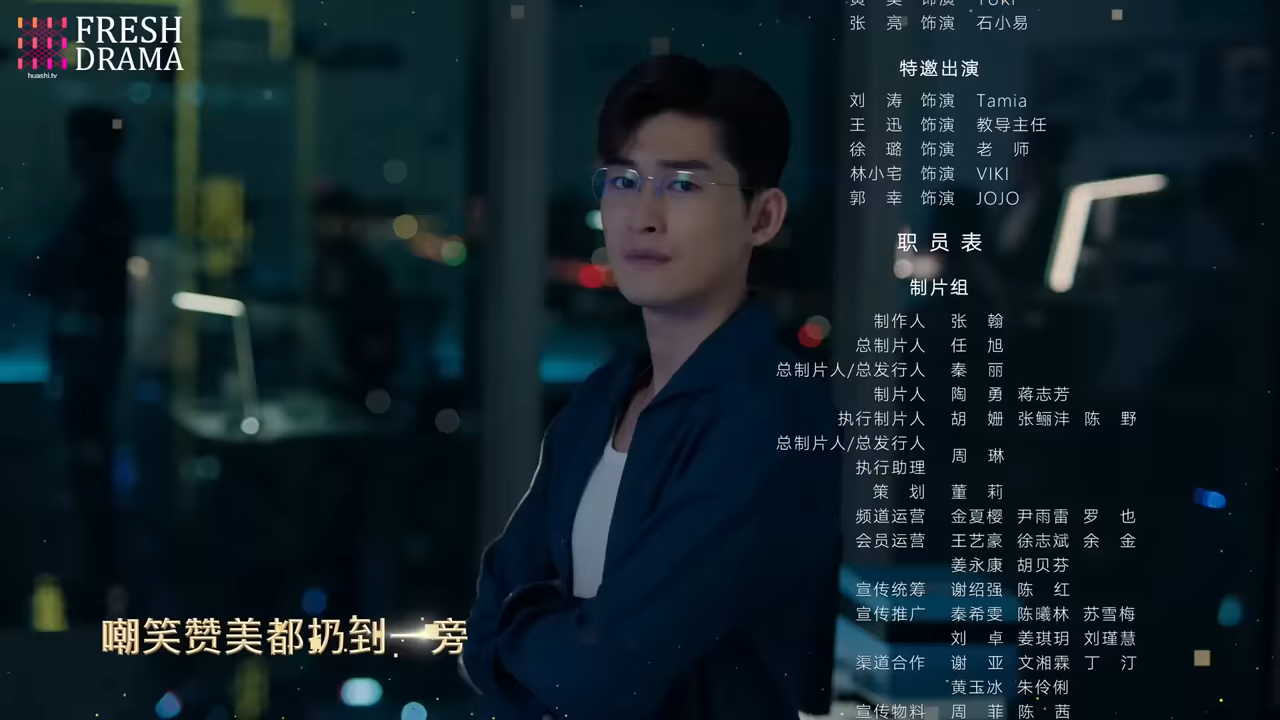 FRESH
DRAMA
huashi.tv
张 亮 饰演 石小易
特邀出演
刘 涛 饰演 Tamia
王 迅 饰演 教导主任
徐 璐 饰演 老 师
林小宅 饰演 VIKI
郭 幸 饰演 JOJO
职员表
制片组
制作人 张 翰
总制片人 任 旭
总制片人/总发行人 秦 丽
制片人 陶 勇 蒋志芳
执行制片人 胡 姗 张鲡沣 陈 野
总制片人/总发行人
执行助理 周 琳
策 划 董 莉
频道运营 金夏樱 尹雨雷 罗 也
会员运营 王艺豪 徐志斌 余 金
姜永康 胡贝芬
宣传统筹 谢绍强 陈 红
宣传推广 秦希雯 陈曦林 苏雪梅
刘 卓 姜琪玥 刘瑾慧
渠道合作 谢 亚 文湘霖 丁 汀
黄玉冰 朱伶俐
宣传物料 周 菲 陈 茜
嘲笑赞美都扔到一旁